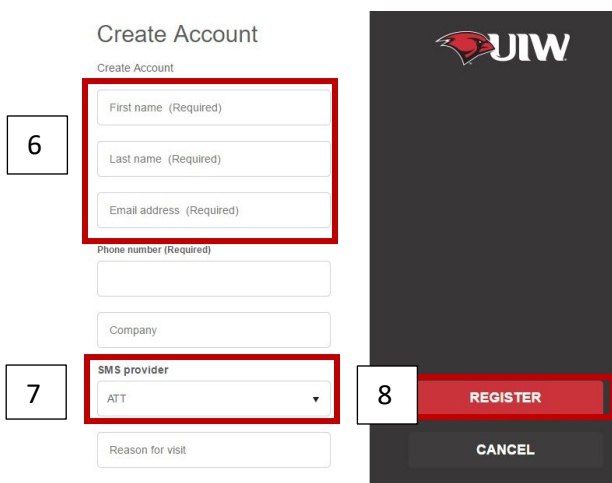 Create Account
Create Account
6
First name (Required)
Last name (Required)
Email address (Required)
Phone number (Required)
Company
7
SMS provider
ATT
Reason for visit
UIW
8
REGISTER
CANCEL